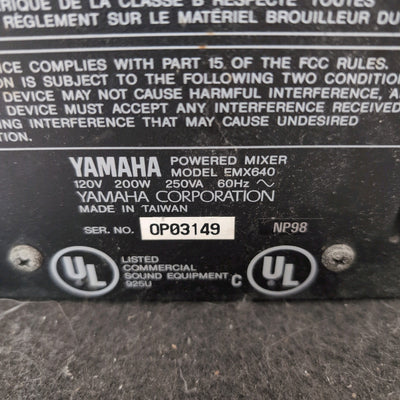 RIQUE DE LA CLASSE B RESPECTE TOUTES
RÈGLEMENT SUR LE MATÉRIEL BROUILLEUR DU
ICE COMPLIES WITH PART 15 OF THE FCC RULES.
ON IS SUBJECT TO THE FOLLOWING TWO CONDITION
DEVICE MAY NOT CAUSE HARMFUL INTERFERENCE, A
DEVICE MUST ACCEPT ANY INTERFERENCE RECEIVED
NG INTERFERENCE THAT MAY CAUSE UNDESIRED
ATION.
YAMAHA POWERED MIXER
MODEL EMX640
120V 200W 250VA 60Hz ~
YAMAHA CORPORATION
MADE IN TAIWAN
SER. NO. OP03149 NP98
UL LISTED UL
COMMERCIAL
SOUND EQUIPMENT
925U C